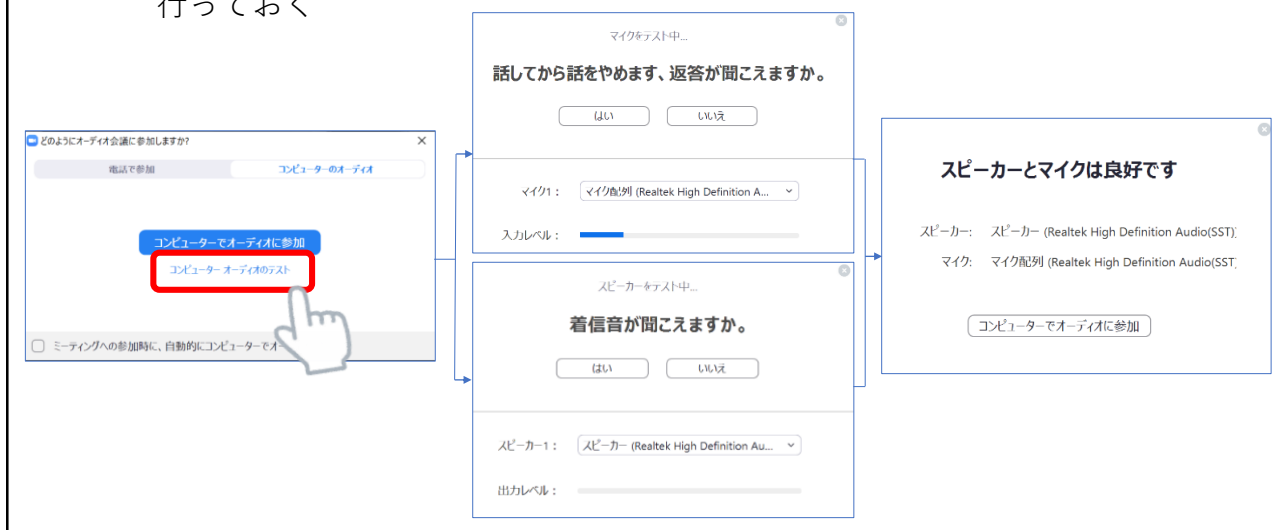 行っておく
どのようにオーディオ会議に参加しますか?
電話で参加
コンピューターのオーディオ
コンピューターでオーディオに参加
コンピューター オーディオのテスト
ミーティングへの参加時に、自動的にコンピューターでオー
マイクをテスト中...
話してから話をやめます、返答が聞こえますか。
はい
いいえ
マイク1:
マイク配列 (Realtek High Definition A...
入力レベル:
スピーカーをテスト中...
着信音が聞こえますか。
はい
いいえ
スピーカー1:
スピーカー (Realtek High Definition Au...
出力レベル:
スピーカーとマイクは良好です
スピーカー: スピーカー (Realtek High Definition Audio(SST)
マイク: マイク配列 (Realtek High Definition Audio(SST
コンピューターでオーディオに参加